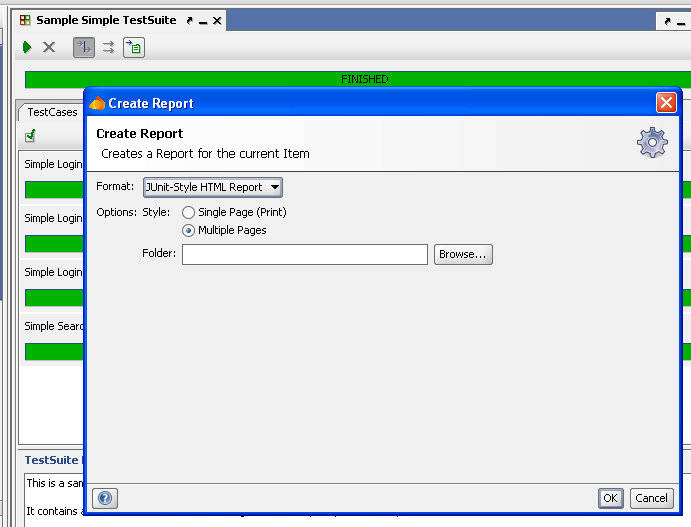 Sample Simple TestSuite
FINISHED
TestCases
Simple Login
Simple Login
Simple Login
Simple Searc
Create Report
Create Report
Creates a Report for the current Item
Format: JUnit-Style HTML Report
Options: Style: Single Page (Print)
Multiple Pages
Folder: Browse...
OK Cancel
TestSuite
This is a sam
It contains a